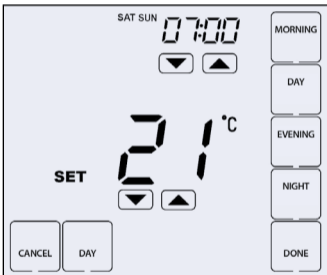 SAT SUN 07:00
MORNING
DAY
21 °C
EVENING
SET
NIGHT
CANCEL
DAY
DONE